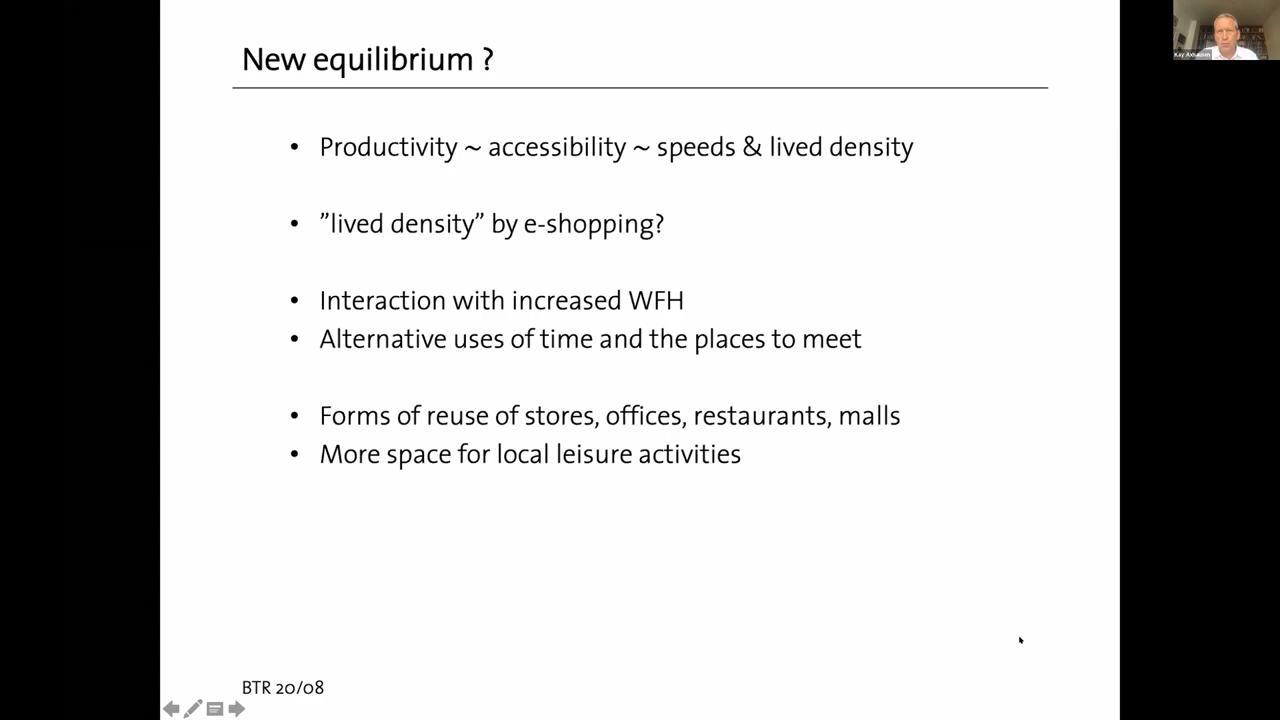 New equilibrium ?
• Productivity ~ accessibility ~ speeds & lived density
• ”lived density” by e-shopping?
• Interaction with increased WFH
• Alternative uses of time and the places to meet
• Forms of reuse of stores, offices, restaurants, malls
• More space for local leisure activities
BTR 20/08
Kay Axhausen